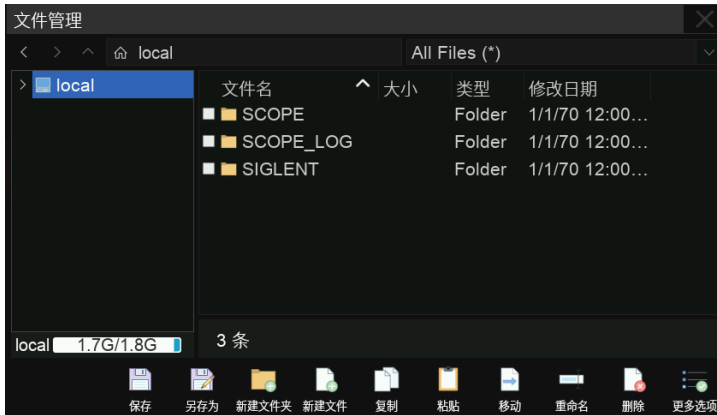 文件管理
local All Files (*)
local
文件名 大小 类型 修改日期
SCOPE Folder 1/1/70 12:00...
SCOPE_LOG Folder 1/1/70 12:00...
SIGLENT Folder 1/1/70 12:00...
local 1.7G/1.8G 3 条
保存 另存为 新建文件夹 新建文件 复制 粘贴 移动 重命名 删除 更多选项